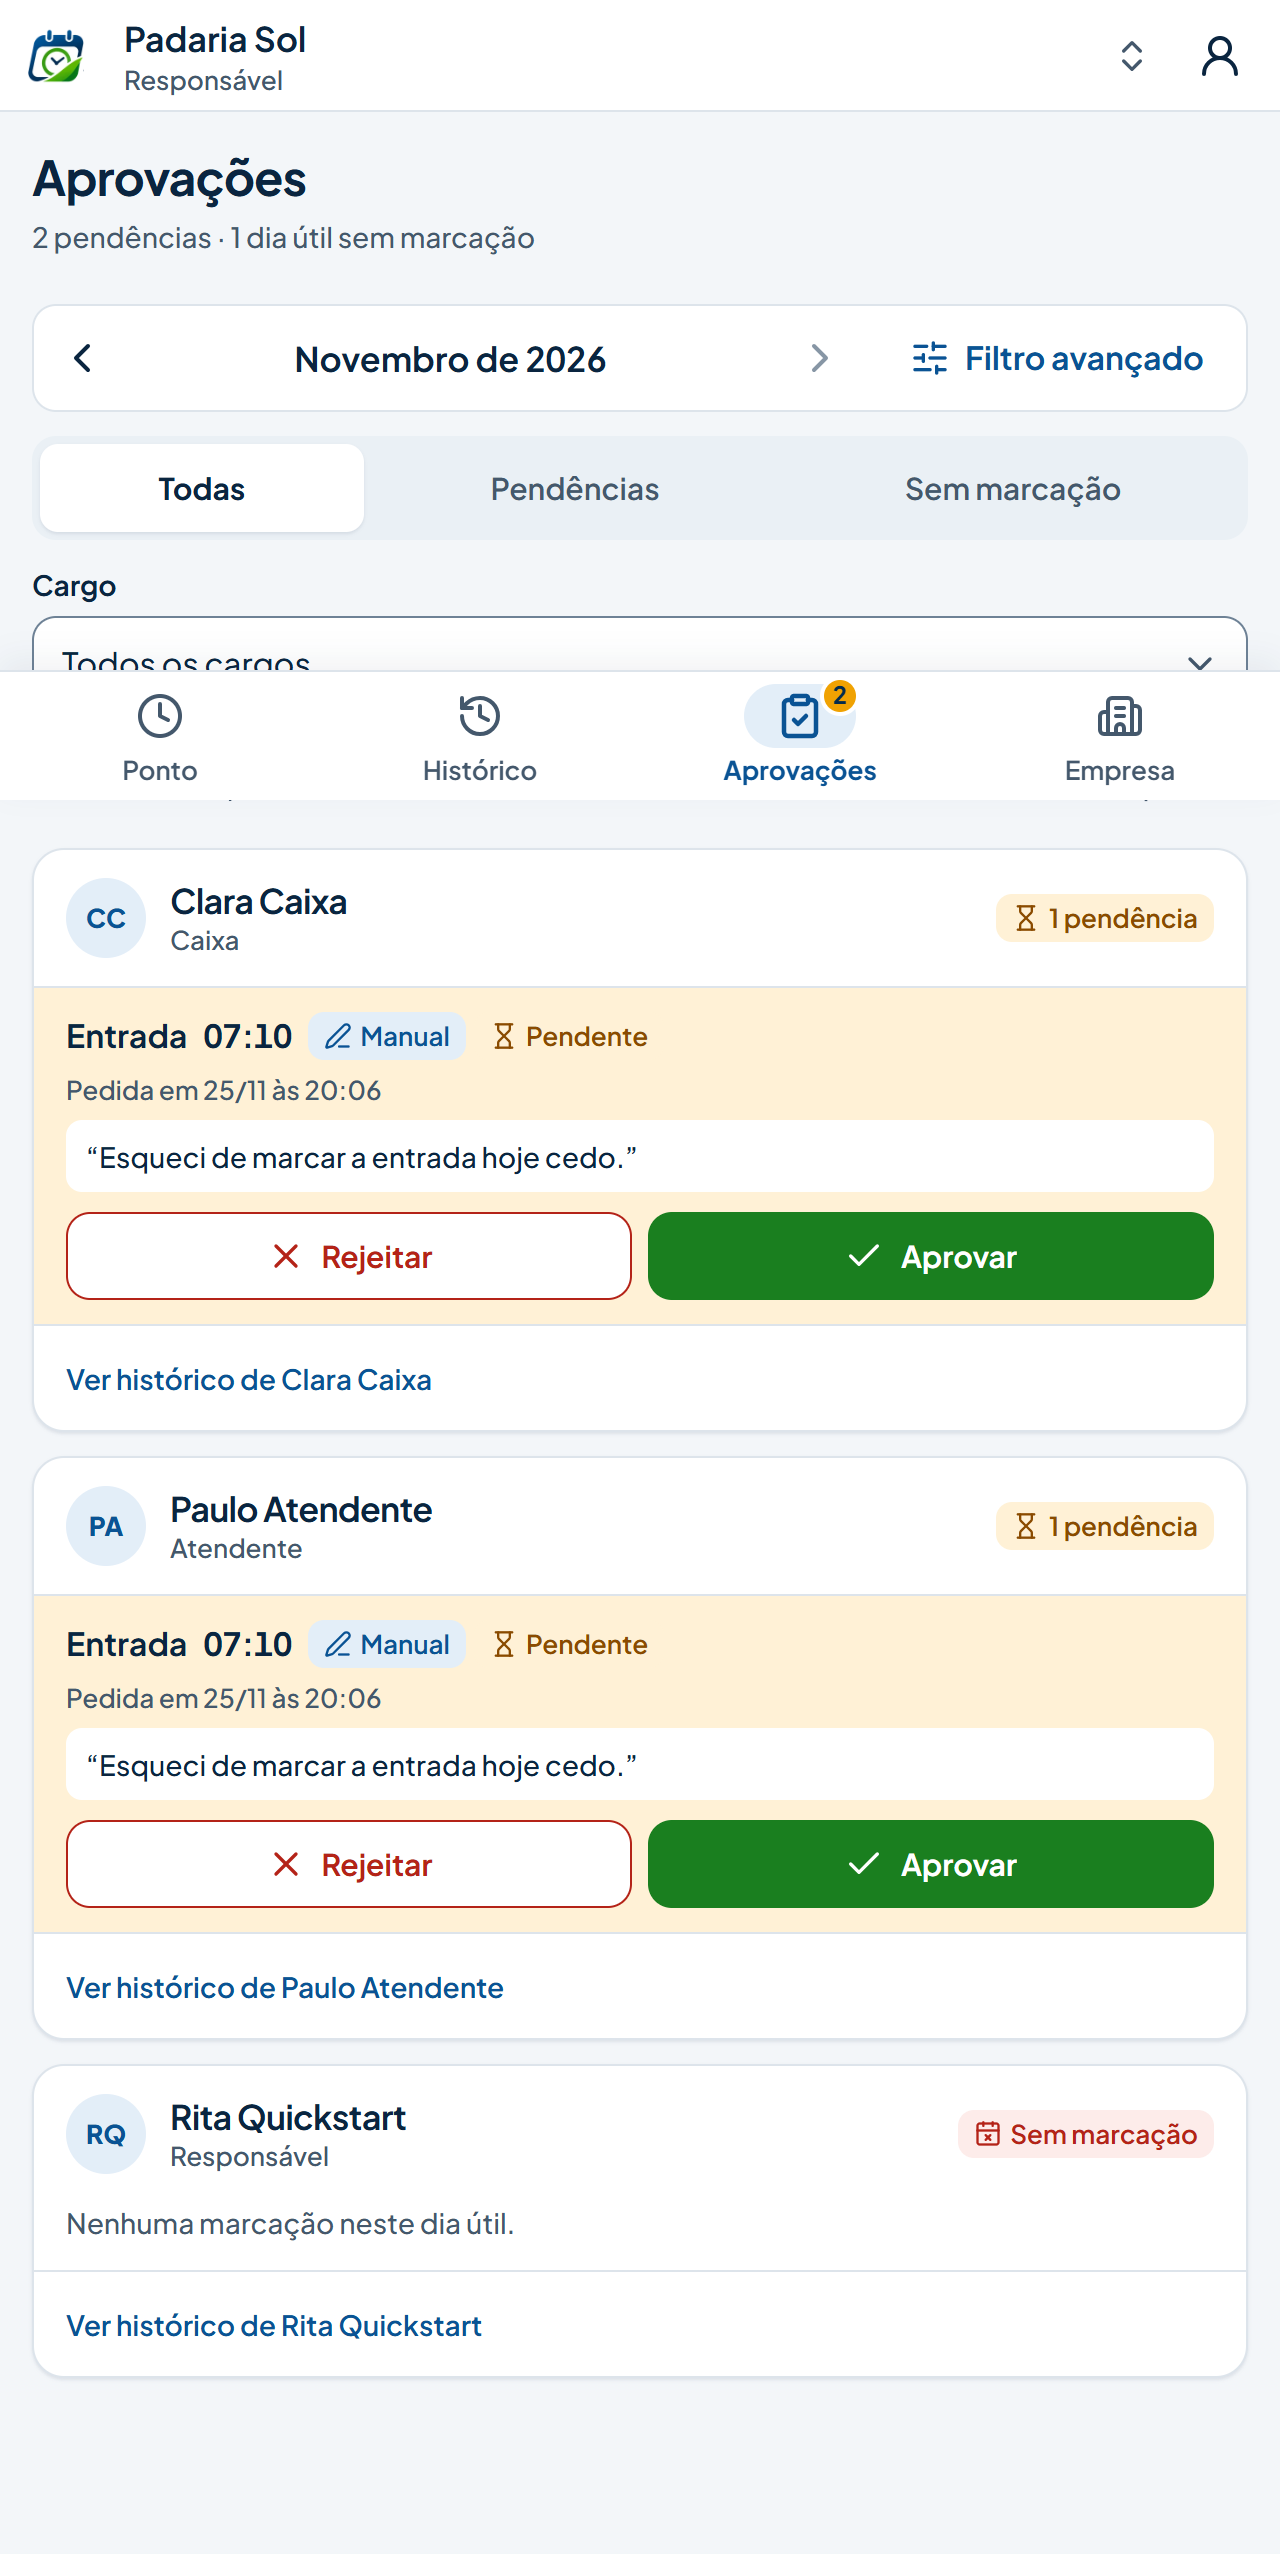 Padaria Sol
Responsável
Aprovações
2 pendências · 1 dia útil sem marcação
Novembro de 2026
Filtro avançado
Todas
Pendências
Sem marcação
Cargo
Todos os cargos
Ponto
Histórico
2
Aprovações
Empresa
CC
Clara Caixa
Caixa
1 pendência
Entrada 07:10 Manual Pendente
Pedida em 25/11 às 20:06
“Esqueci de marcar a entrada hoje cedo.”
Rejeitar
Aprovar
Ver histórico de Clara Caixa
PA
Paulo Atendente
Atendente
1 pendência
Entrada 07:10 Manual Pendente
Pedida em 25/11 às 20:06
“Esqueci de marcar a entrada hoje cedo.”
Rejeitar
Aprovar
Ver histórico de Paulo Atendente
RQ
Rita Quickstart
Responsável
Sem marcação
Nenhuma marcação neste dia útil.
Ver histórico de Rita Quickstart